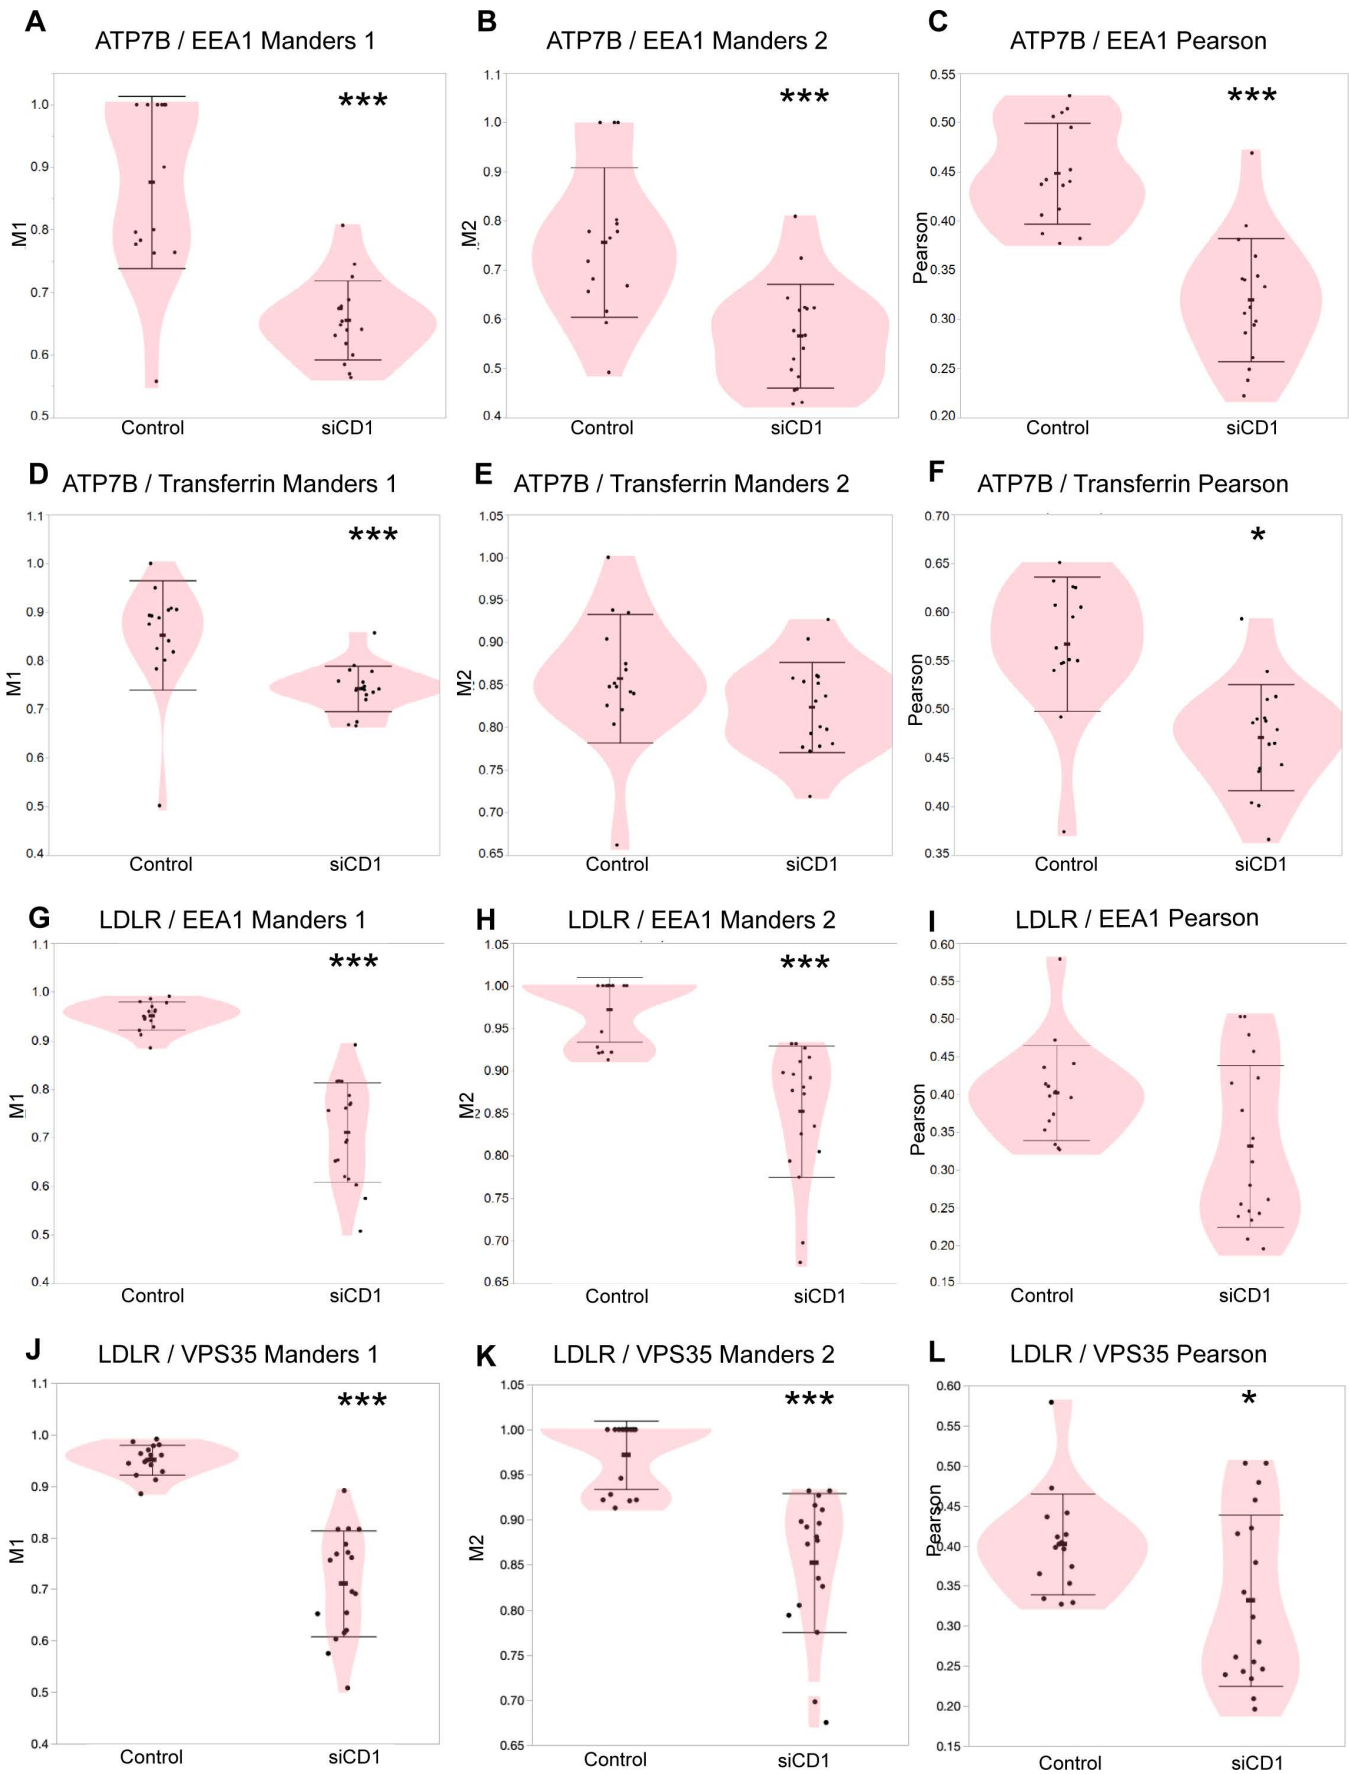 A
ATP7B / EEA1 Manders 1
B
ATP7B / EEA1 Manders 2
C
ATP7B / EEA1 Pearson
M1
1.0
0.9
0.8
0.7
0.6
0.5
***
Control
siCD1
M2
1.1
1.0
0.9
0.8
0.7
0.6
0.5
0.4
***
Control
siCD1
Pearson
0.55
0.50
0.45
0.40
0.35
0.30
0.25
0.20
***
Control
siCD1
D
ATP7B / Transferrin Manders 1
E
ATP7B / Transferrin Manders 2
F
ATP7B / Transferrin Pearson
M1
1.1
1.0
0.9
0.8
0.7
0.6
0.5
0.4
***
Control
siCD1
M2
1.05
1.00
0.95
0.90
0.85
0.80
0.75
0.70
0.65
Control
siCD1
Pearson
0.70
0.65
0.60
0.55
0.50
0.45
0.40
0.35
*
Control
siCD1
G
LDLR / EEA1 Manders 1
H
LDLR / EEA1 Manders 2
I
LDLR / EEA1 Pearson
M1
1.1
1.0
0.9
0.8
0.7
0.6
0.5
0.4
***
Control
siCD1
M2
1.05
1.00
0.95
0.90
0.85
0.80
0.75
0.70
0.65
***
Control
siCD1
Pearson
0.60
0.55
0.50
0.45
0.40
0.35
0.30
0.25
0.20
0.15
Control
siCD1
J
LDLR / VPS35 Manders 1
K
LDLR / VPS35 Manders 2
L
LDLR / VPS35 Pearson
M1
1.1
1.0
0.9
0.8
0.7
0.6
0.5
0.4
***
Control
siCD1
M2
1.05
1.00
0.95
0.90
0.85
0.80
0.75
0.70
0.65
***
Control
siCD1
Pearson
0.60
0.55
0.50
0.45
0.40
0.35
0.30
0.25
0.20
0.15
*
Control
siCD1